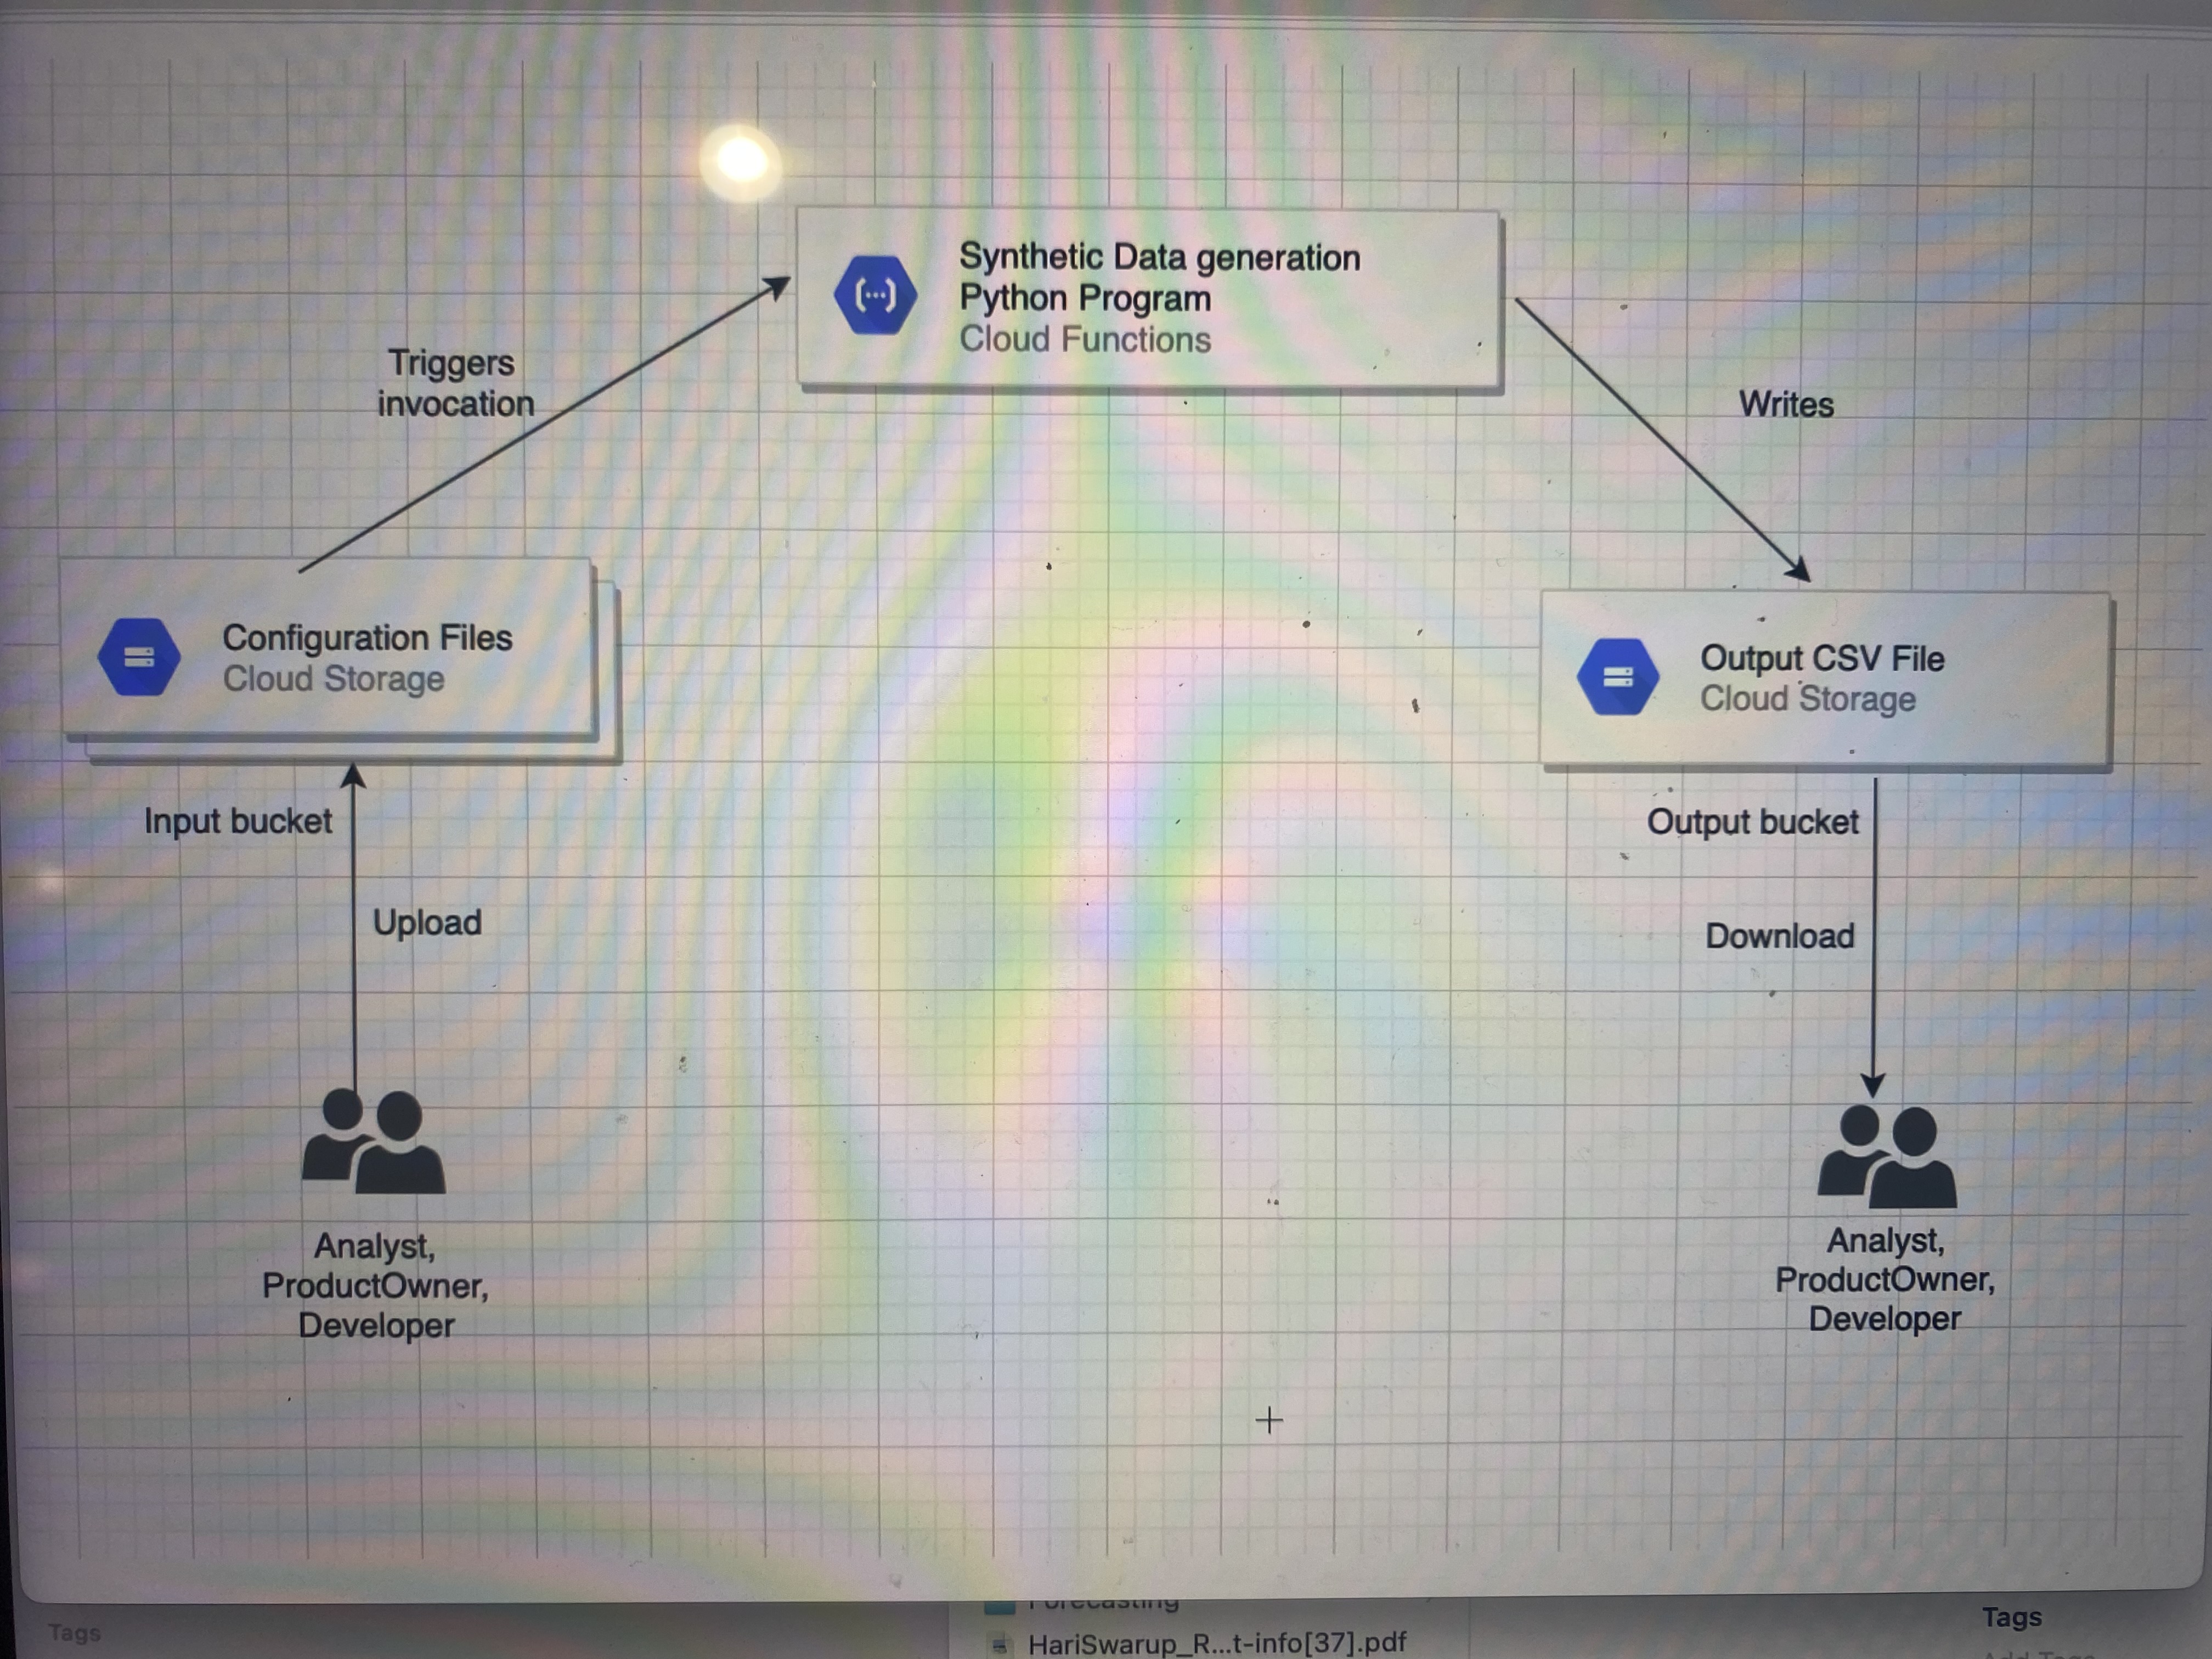 Synthetic Data generation
Python Program
Cloud Functions
Triggers
invocation
Writes
Configuration Files
Cloud Storage
Output CSV File
Cloud Storage
Input bucket
Output bucket
Upload
Download
Analyst,
ProductOwner,
Developer
Analyst,
ProductOwner,
Developer
Forecasting
Tags
HariSwarup_R...t-info[37].pdf
Tags